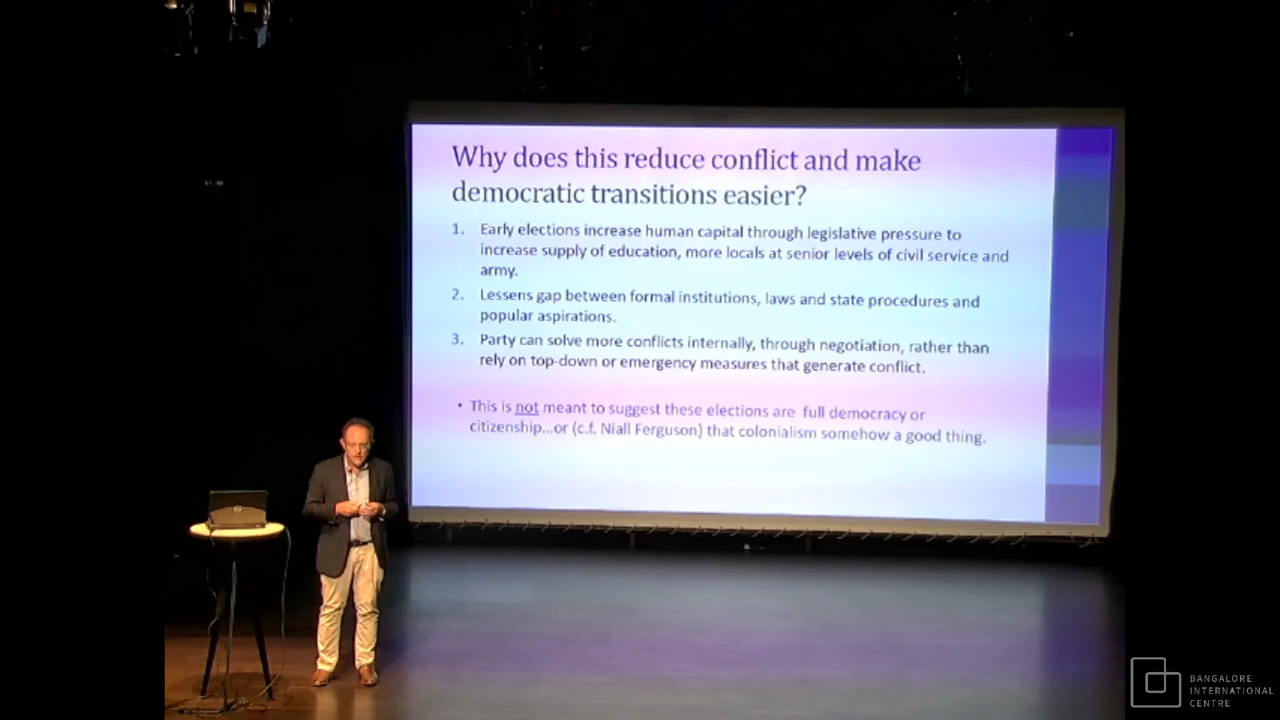 Why does this reduce conflict and make
democratic transitions easier?
1. Early elections increase human capital through legislative pressure to
increase supply of education, more locals at senior levels of civil service and
army.
2. Lessens gap between formal institutions, laws and state procedures and
popular aspirations.
3. Party can solve more conflicts internally, through negotiation, rather than
rely on top-down or emergency measures that generate conflict.
• This is not meant to suggest these elections are full democracy or
citizenship...or (c.f. Niall Ferguson) that colonialism somehow a good thing.
BANGALORE
INTERNATIONAL
CENTRE